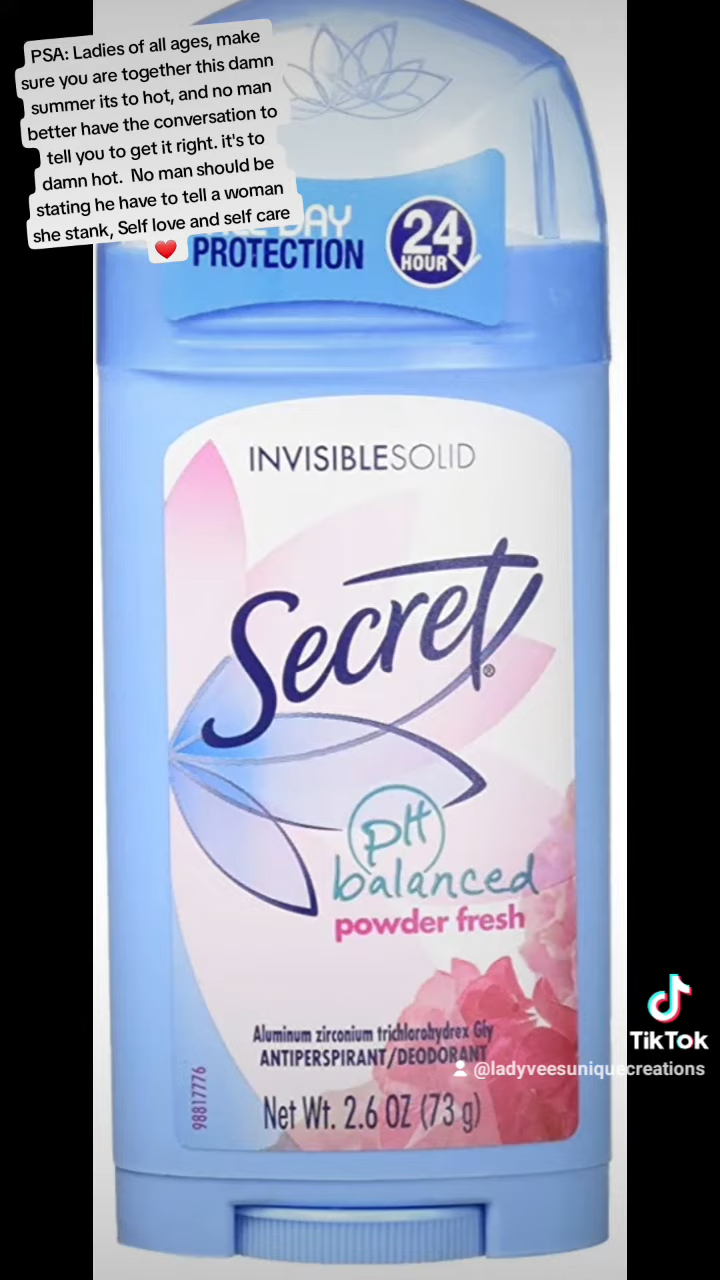 PSA: Ladies of all ages, make
sure you are together this damn
summer its to hot, and no man
better have the conversation to
tell you to get it right. it's to
damn hot. No man should be
stating he have to tell a woman
she stank, Self love and self care
❤️
DAY
PROTECTION
24
HOUR
INVISIBLESOLID
Secret®
pH
balanced
powder fresh
Aluminum zirconium trichlorohydrex Gly
ANTIPERSPIRANT/DEODORANT
Net Wt. 2.6 OZ (73 g)
98817776
TikTok
@ladyveesuniquecreations